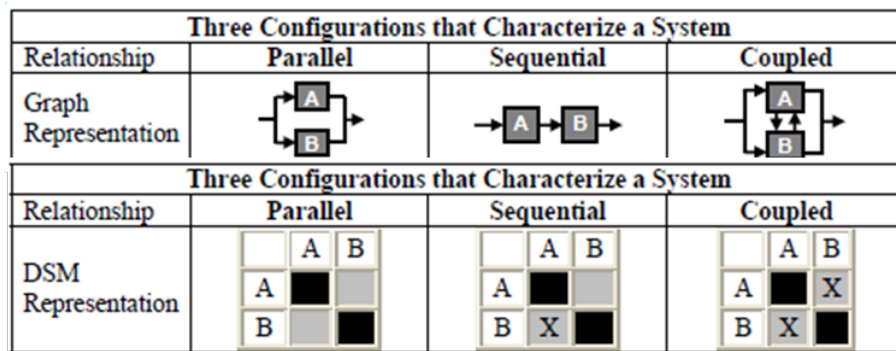 Three Configurations that Characterize a System
Relationship Parallel Sequential Coupled
Graph
Representation
A
B
A B
A
B
Three Configurations that Characterize a System
Relationship Parallel Sequential Coupled
DSM
Representation
A B
A
B
A B
A
B X
A B
A X
B X